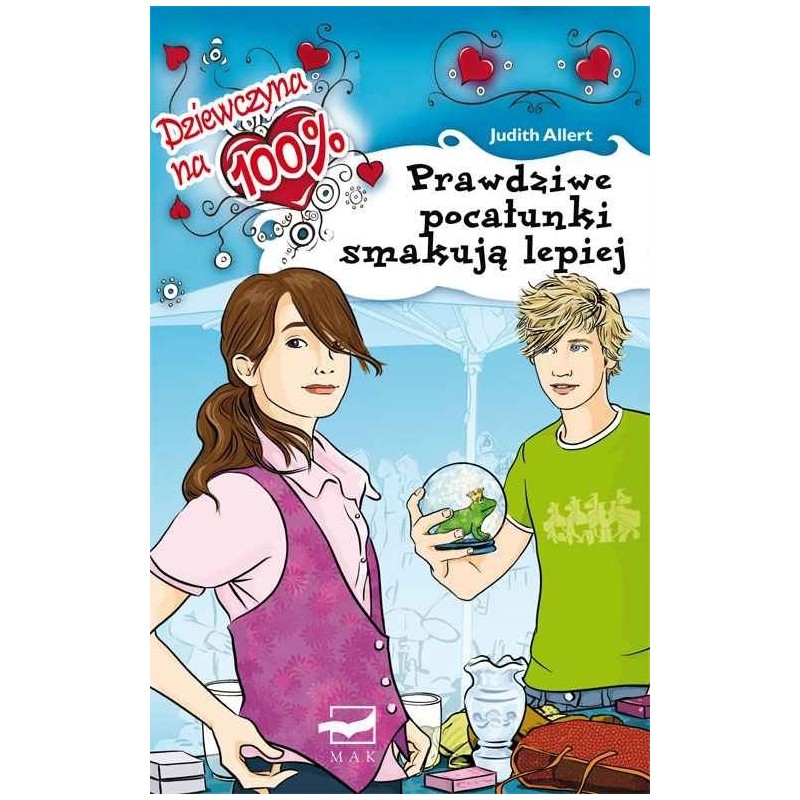 Dziewczyna
na 100%
Judith Allert
Prawdziwe
pocałunki
smakują lepiej
MAK